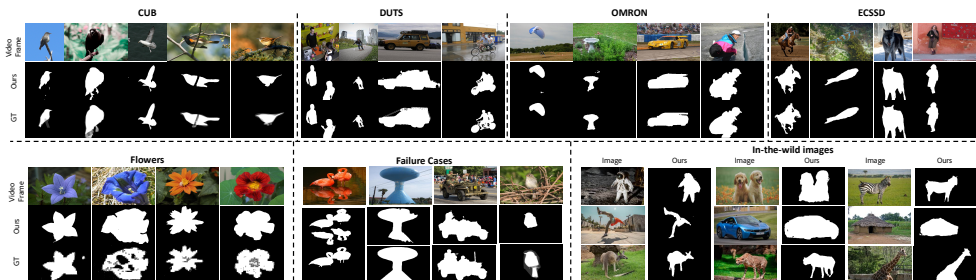 CUB
DUTS
OMRON
ECSSD
Video
Frame
Ours
GT
Flowers
Failure Cases
In-the-wild images
Image
Ours
Image
Ours
Image
Ours
Video
Frame
Ours
GT